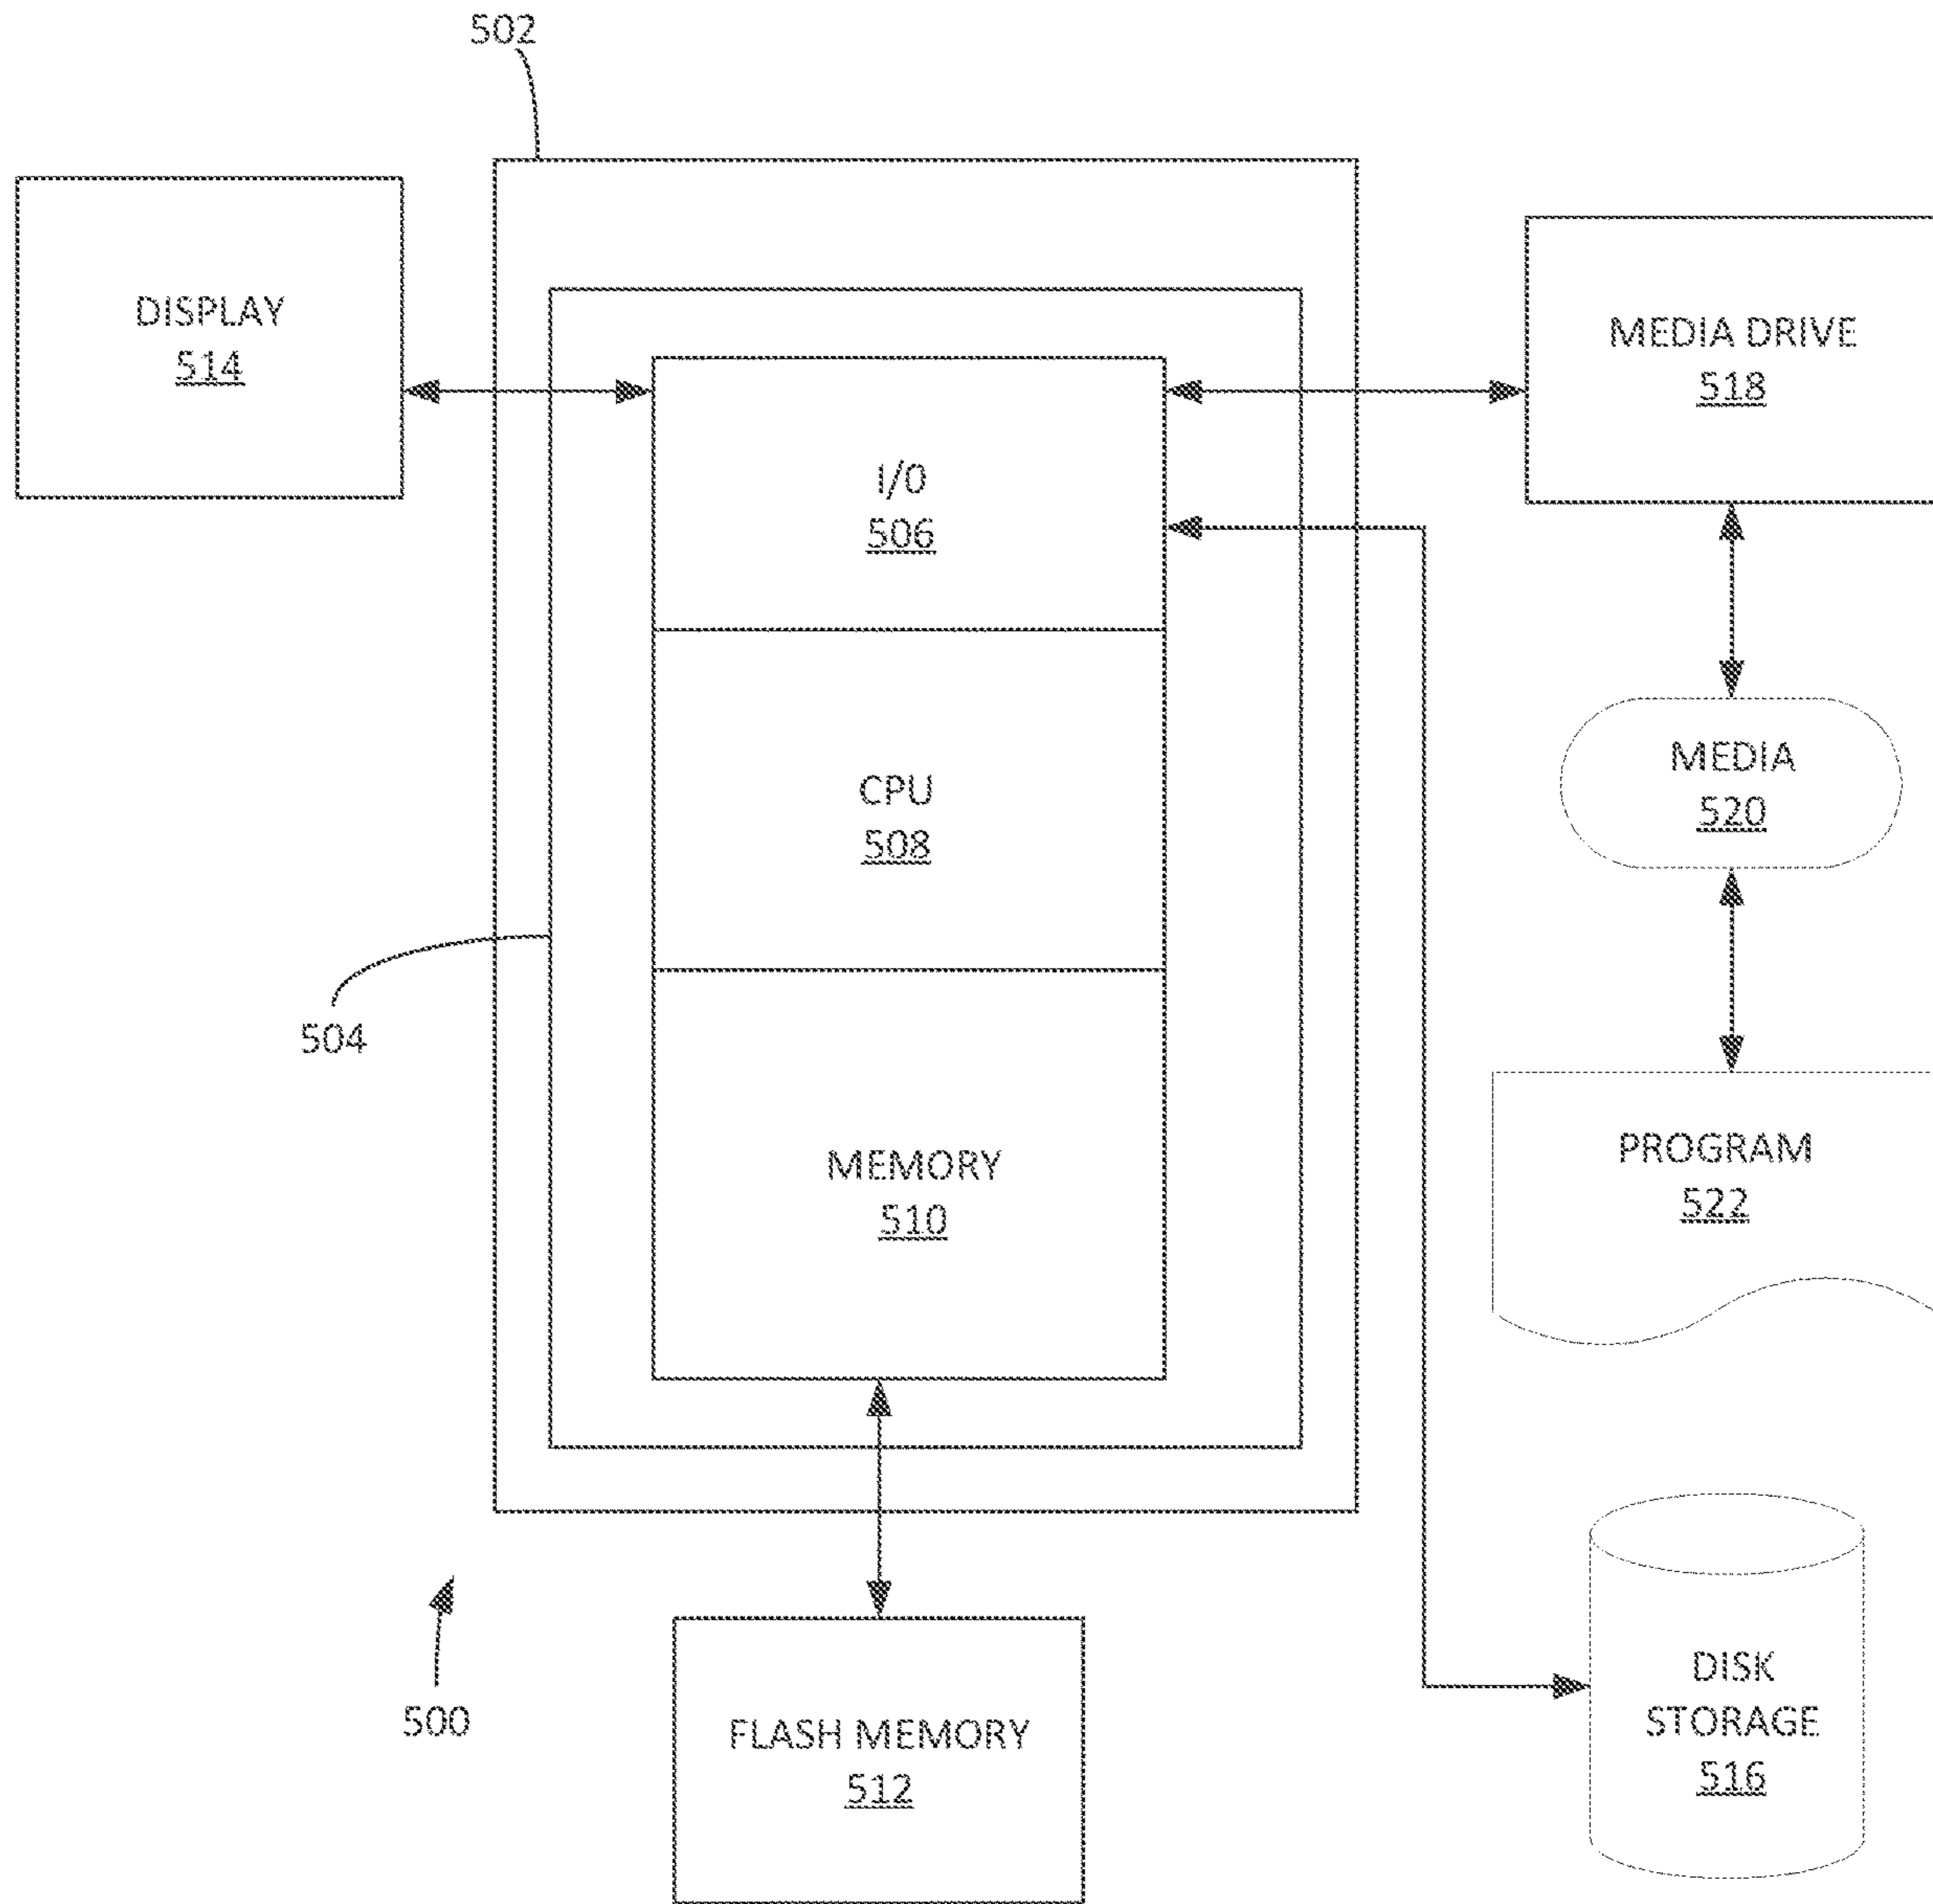 502
DISPLAY
514
MEDIA DRIVE
518
I/0
506
CPU
508
MEDIA
520
504
MEMORY
510
PROGRAM
522
500
FLASH MEMORY
512
DISK
STORAGE
516